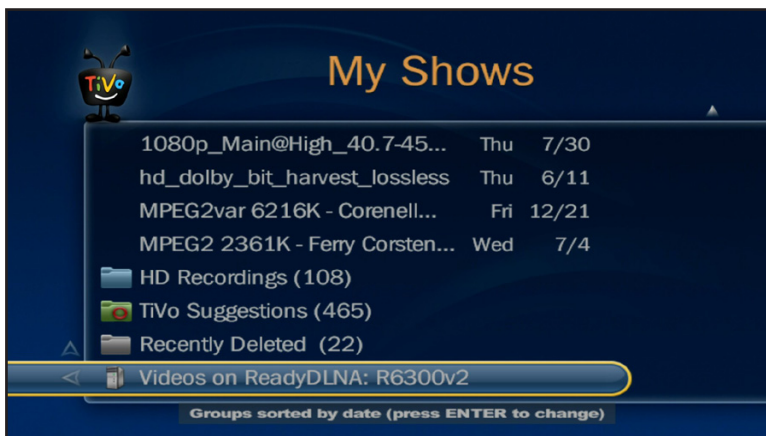 TiVo
My Shows
1080p_Main@High_40.7-45... Thu 7/30
hd_dolby_bit_harvest_lossless Thu 6/11
MPEG2var 6216K - Corenell... Fri 12/21
MPEG2 2361K - Ferry Corsten... Wed 7/4
HD Recordings (108)
TiVo Suggestions (465)
Recently Deleted (22)
Videos on ReadyDLNA: R6300v2
Groups sorted by date (press ENTER to change)